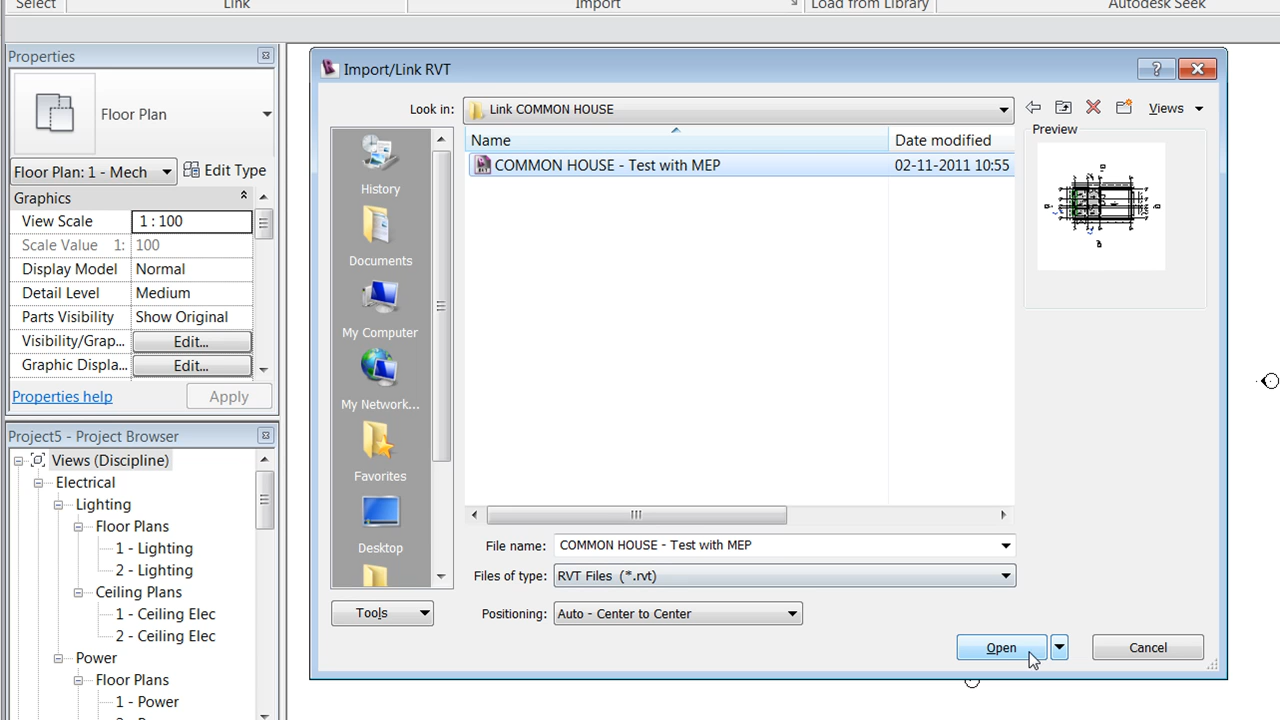 Select
Link
Import
Load from Library
Autodesk Seek
Properties
Floor Plan
Floor Plan: 1 - Mech
Edit Type
Graphics
View Scale
1 : 100
Scale Value 1:
100
Display Model
Normal
Detail Level
Medium
Parts Visibility
Show Original
Visibility/Grap...
Edit...
Graphic Displa...
Edit...
Properties help
Apply
Project5 - Project Browser
Views (Discipline)
Electrical
Lighting
Floor Plans
1 - Lighting
2 - Lighting
Ceiling Plans
1 - Ceiling Elec
2 - Ceiling Elec
Power
Floor Plans
1 - Power
Import/Link RVT
Look in:
Link COMMON HOUSE
Views
Name
Date modified
COMMON HOUSE - Test with MEP
02-11-2011 10:55
Preview
History
Documents
My Computer
My Network...
Favorites
Desktop
File name:
COMMON HOUSE - Test with MEP
Files of type:
RVT Files (*.rvt)
Tools
Positioning:
Auto - Center to Center
Open
Cancel